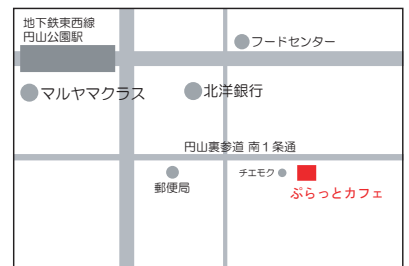 地下鉄東西線
円山公園駅
フードセンター
マルヤマクラス
北洋銀行
円山裏参道 南1条通
郵便局
チエモク
ぷらっとカフェ